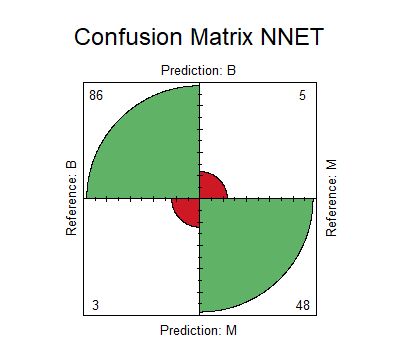 Confusion Matrix NNET
Prediction: B
86
5
Reference: B
Reference: M
3
48
Prediction: M